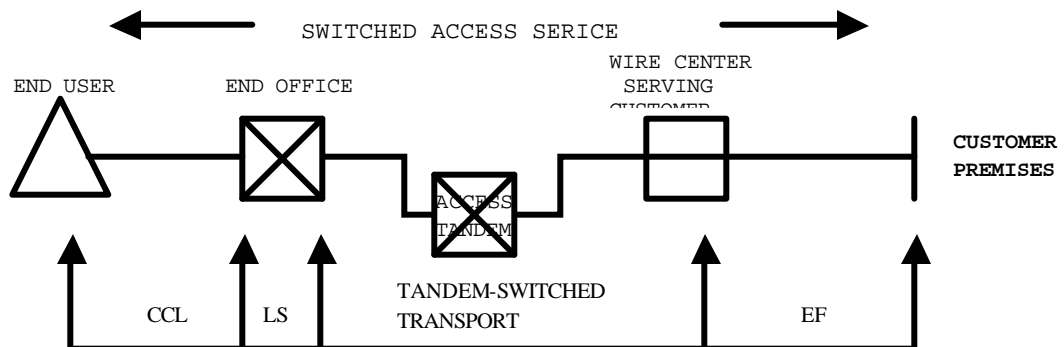 SWITCHED ACCESS SERICE
WIRE CENTER
SERVING
CUSTOMER
END USER
END OFFICE
CUSTOMER
PREMISES
ACCESS
TANDEM
TANDEM-SWITCHED
TRANSPORT
CCL
LS
EF